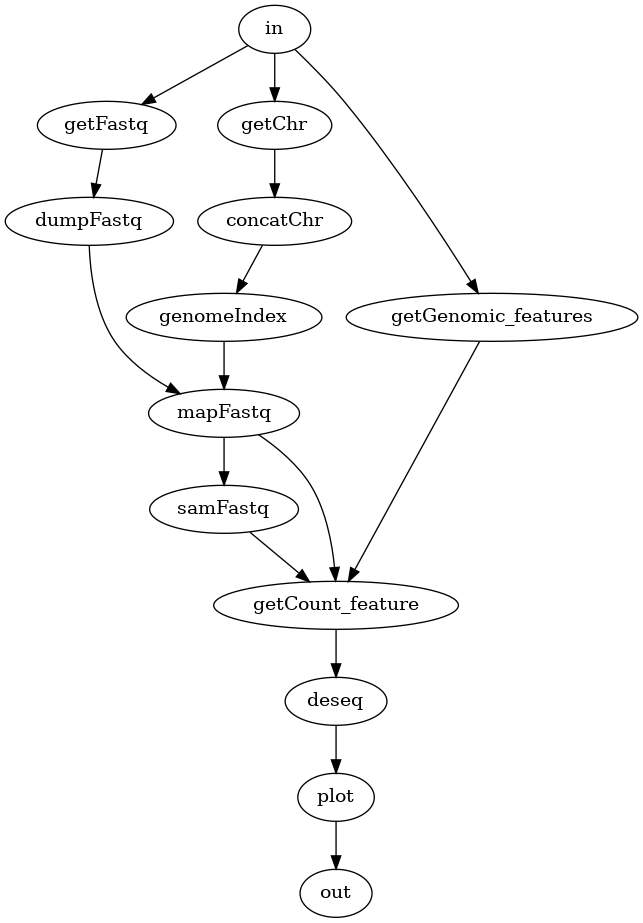 in
getFastq
getChr
dumpFastq
concatChr
genomeIndex
getGenomic_features
mapFastq
samFastq
getCount_feature
deseq
plot
out